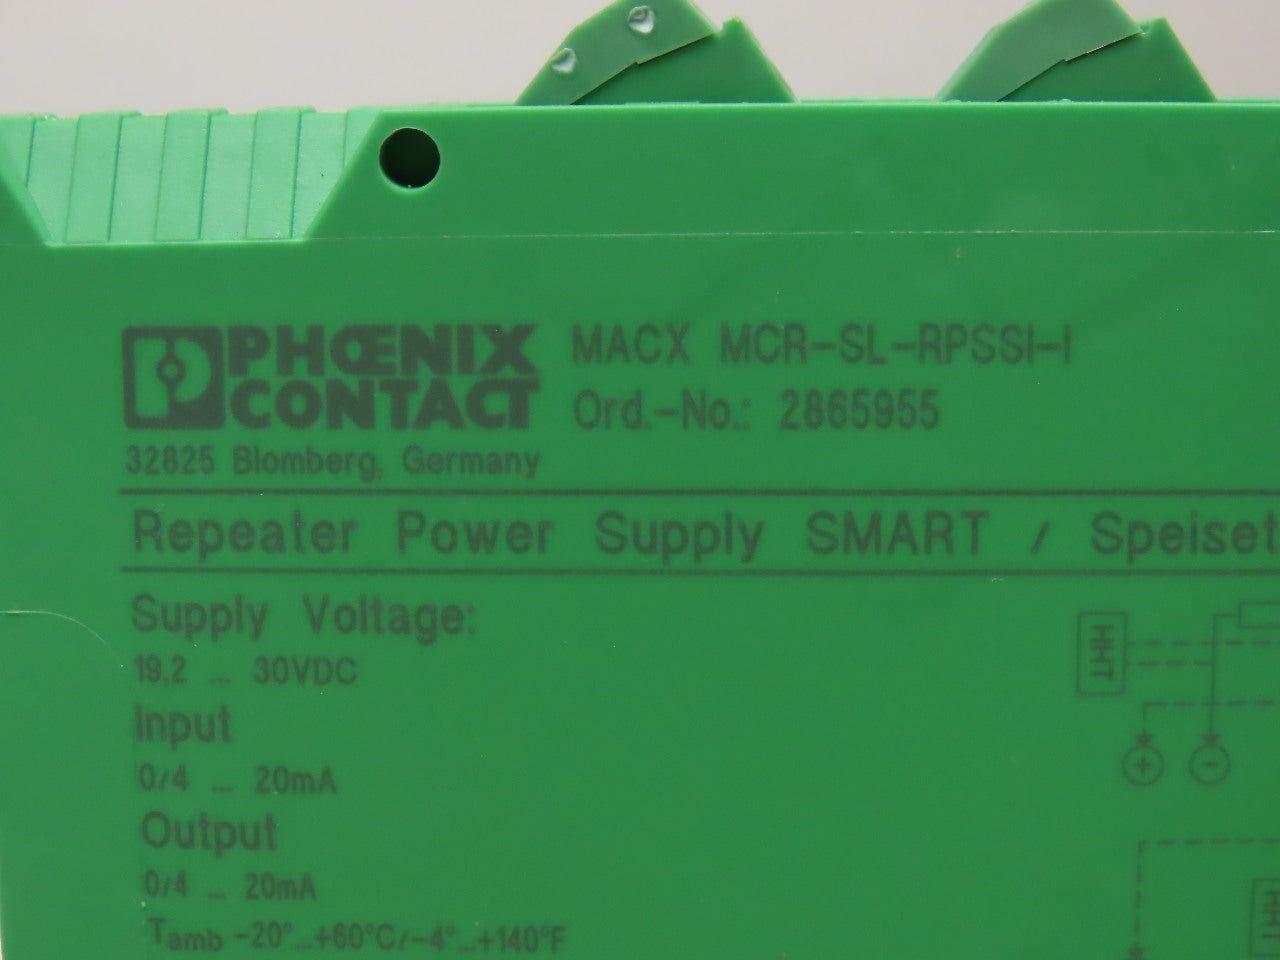 PHŒNIX
CONTACT
32825 Blomberg, Germany
MACX MCR-SL-RPSSI-I
Ord.-No.: 2865955
Repeater Power Supply SMART / Speiset
Supply Voltage:
19,2 ... 30VDC
Input
0/4 ... 20mA
Output
0/4 ... 20mA
Tamb -20°...+60°C/-4°...+140°F
HHT
+ -
HHT